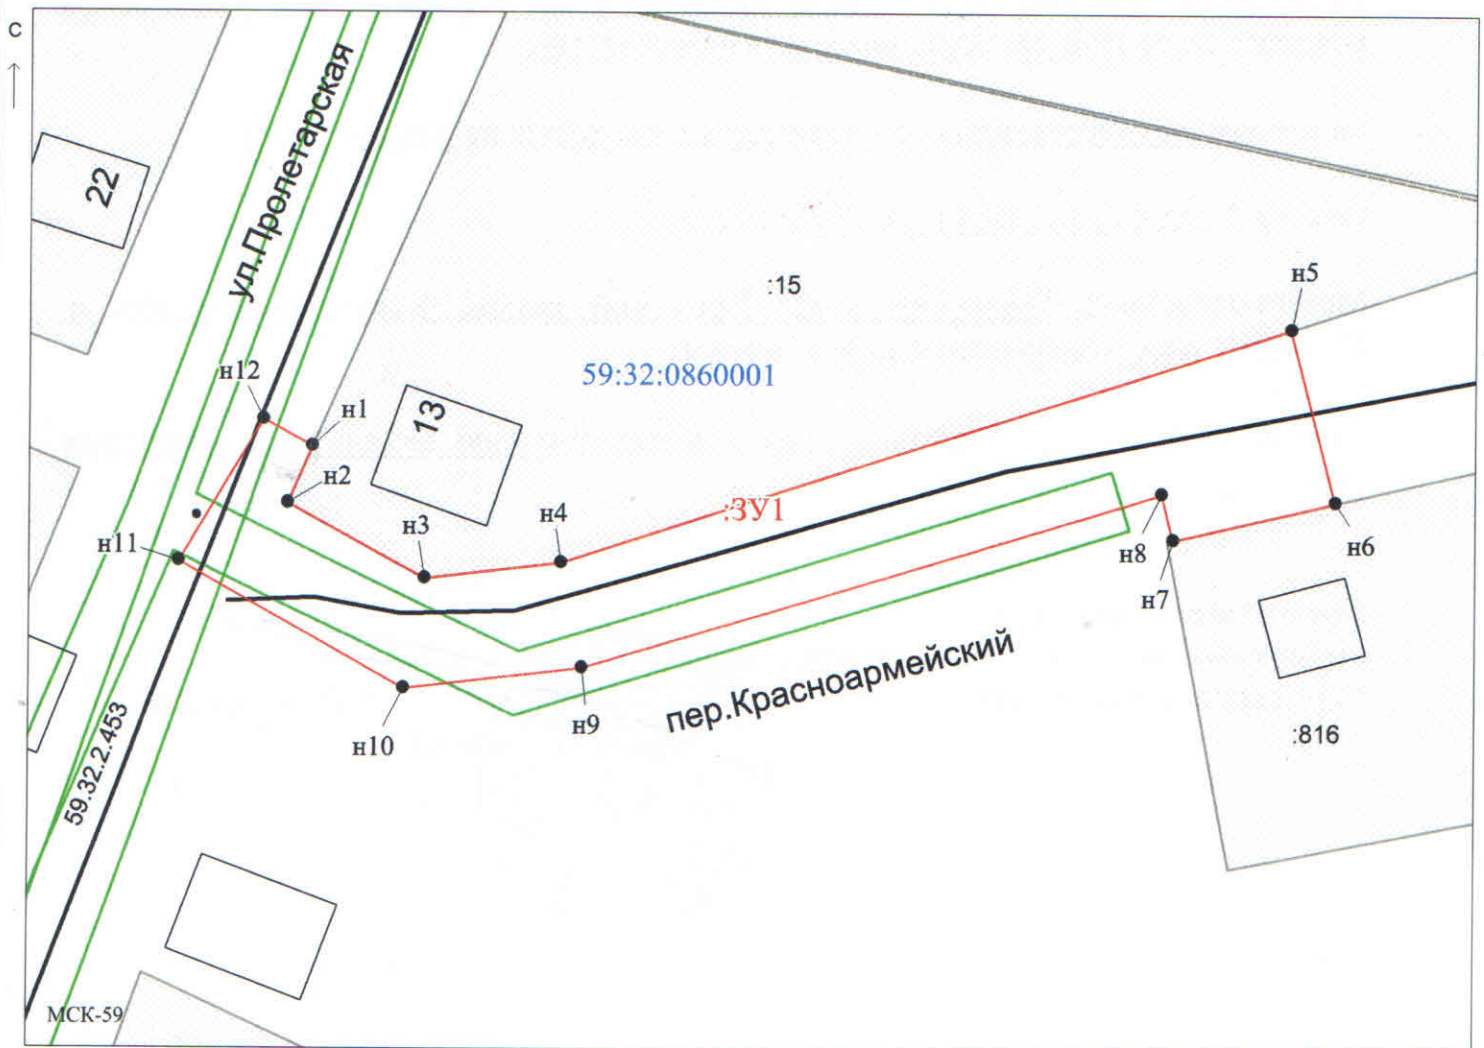 С
ул.Пролетарская
22
:15
н5
59:32:0860001
н12
н1
13
н2
н3
н4
:ЗУ1
н11
н8
н6
н7
н9
н10
пер.Красноармейский
:816
59.32.2.453
МСК-59